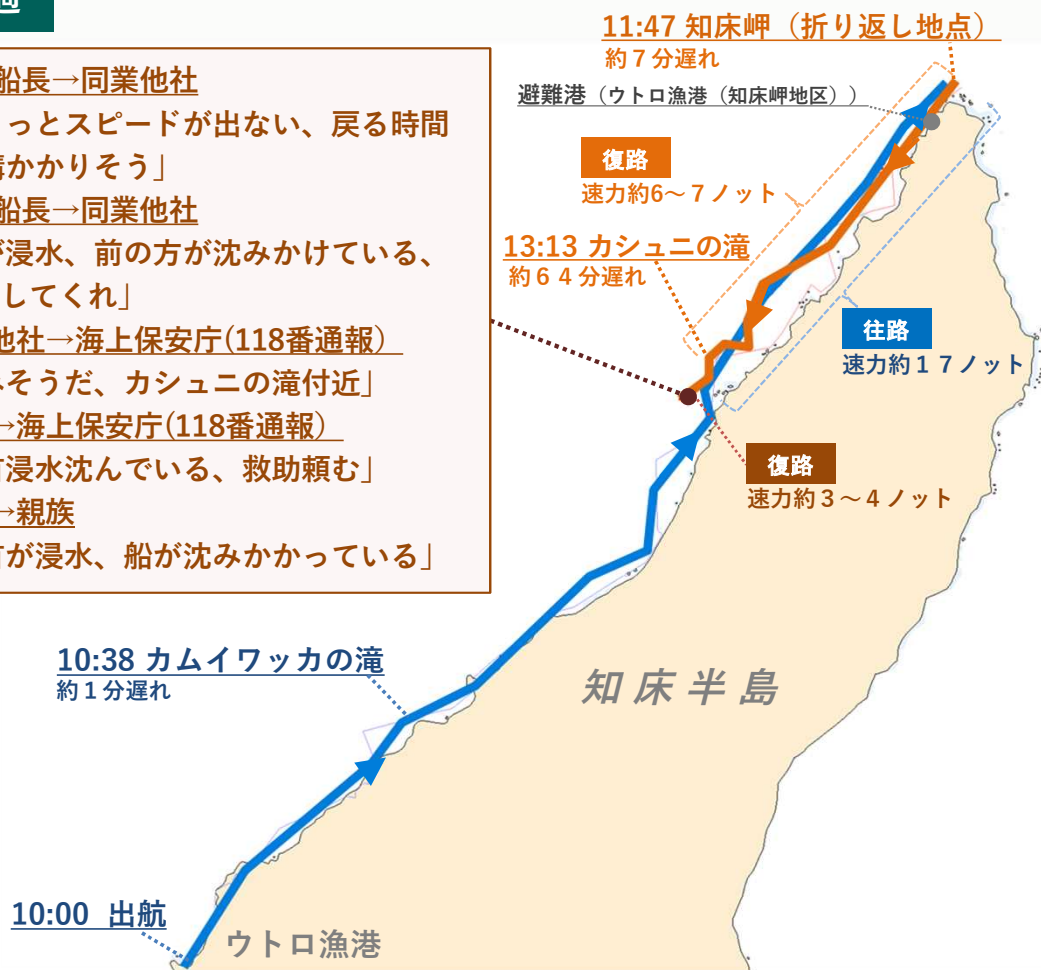 過
船長→同業他社
っとスピードが出ない、戻る時間
かかりそう」
船長→同業他社
が浸水、前の方が沈みかけている、
してくれ」
他社→海上保安庁(118番通報）
そうだ、カシュニの滝付近」
→海上保安庁(118番通報）
浸水沈んでいる、救助頼む」
→親族
が浸水、船が沈みかかっている」
11:47 知床岬（折り返し地点）
約７分遅れ
避難港（ウトロ漁港（知床岬地区））
復路
速力約6～７ノット
13:13 カシュニの滝
約６４分遅れ
往路
速力約１７ノット
復路
速力約３～４ノット
10:38 カムイワッカの滝
約１分遅れ
知床半島
10:00 出航
ウトロ漁港